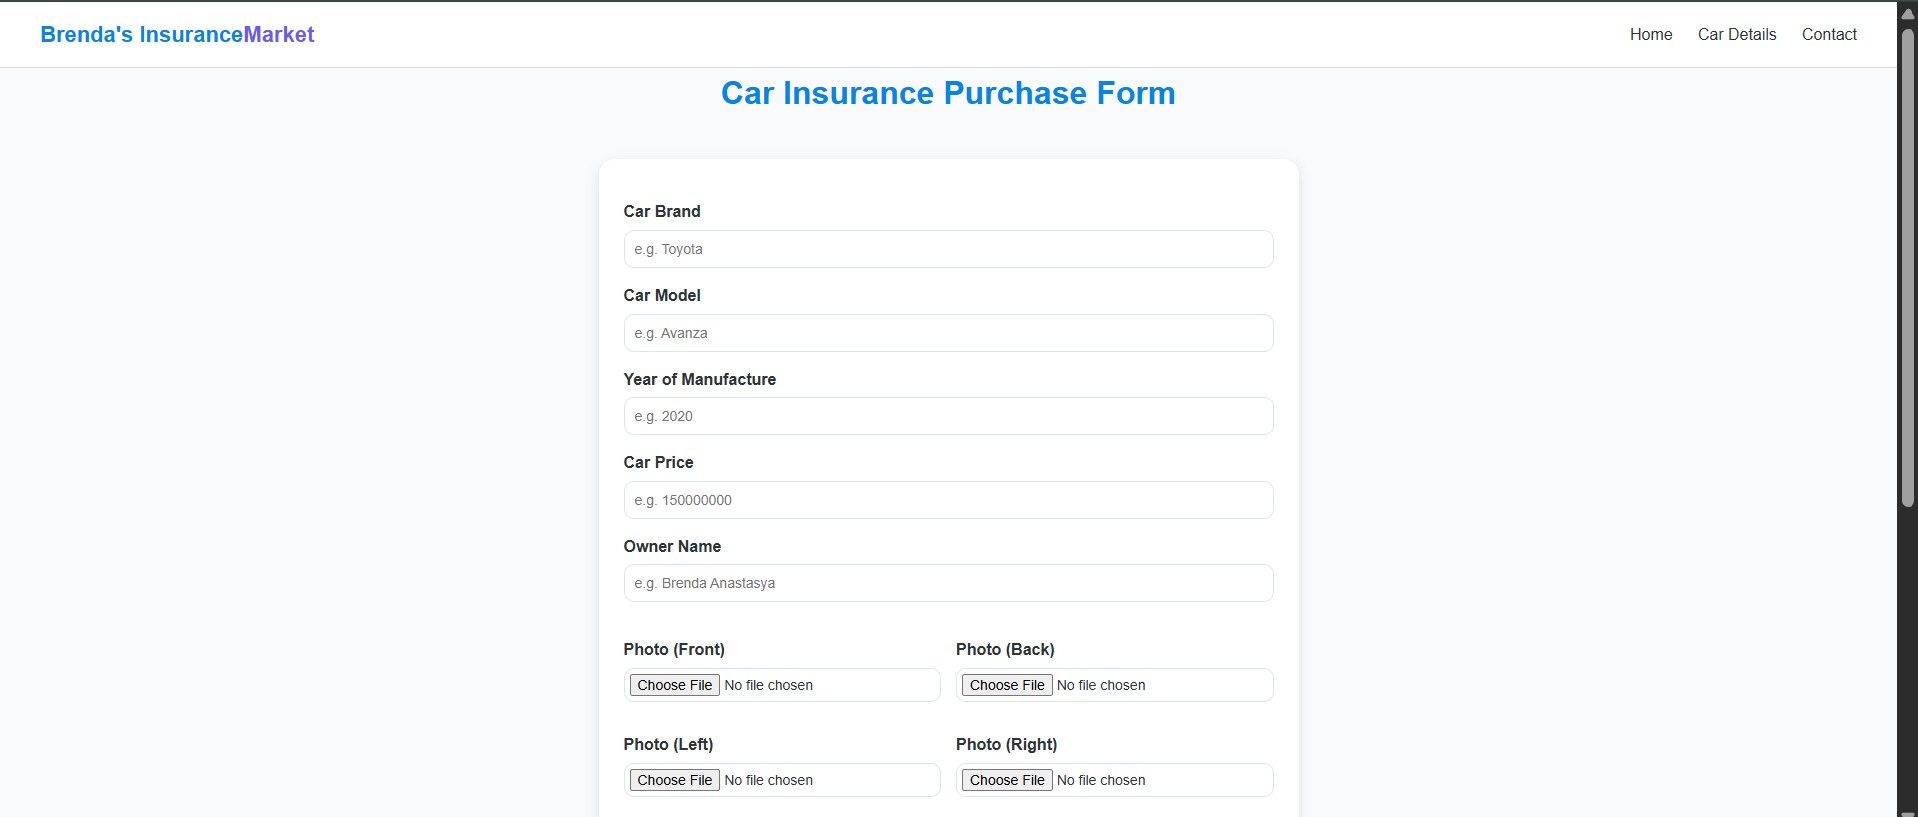 Brenda's InsuranceMarket
Home Car Details Contact
Car Insurance Purchase Form
Car Brand
e.g. Toyota
Car Model
e.g. Avanza
Year of Manufacture
e.g. 2020
Car Price
e.g. 150000000
Owner Name
e.g. Brenda Anastasya
Photo (Front) Photo (Back)
Choose File No file chosen Choose File No file chosen
Photo (Left) Photo (Right)
Choose File No file chosen Choose File No file chosen